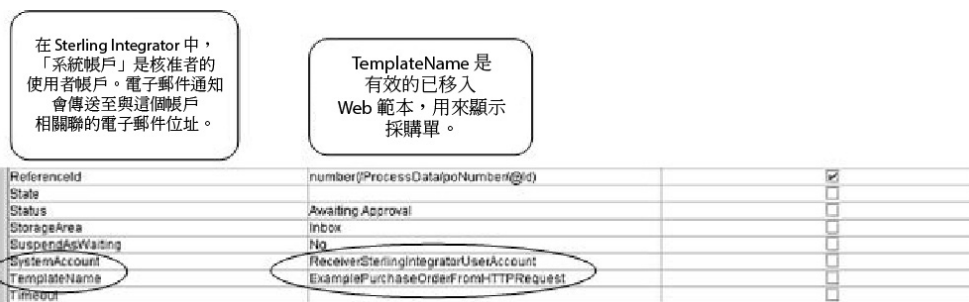 在 Sterling Integrator 中，
「系統帳戶」是核准者的
使用者帳戶。電子郵件通知
會傳送至與這個帳戶
相關聯的電子郵件位址。
TemplateName 是
有效的已移入
Web 範本，用來顯示
採購單。
ReferenceId number(/ProcessData/poNumber/@id)
State
Status Awaiting Approval
StorageArea Inbox
SuspendAsWaiting No
SystemAccount ReceiverSterlingIntegratorUserAccount
TemplateName ExamplePurchaseOrderFromHTTPRequest
Timeout